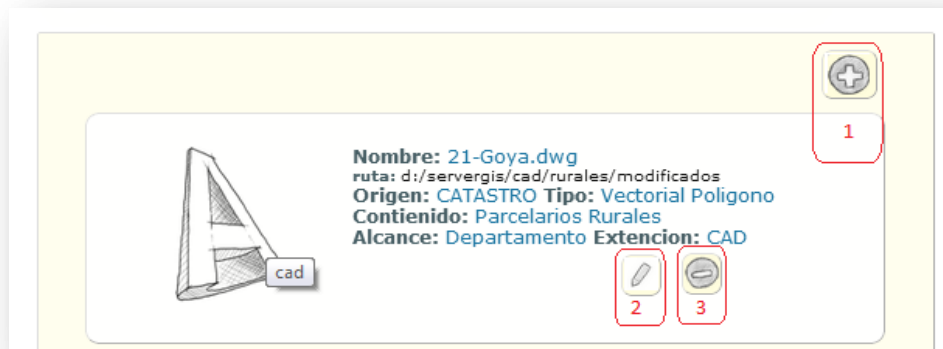 1
Nombre: 21-Goya.dwg
ruta: d:/servergis/cad/rurales/modificados
Origen: CATASTRO Tipo: Vectorial Poligono
Contienido: Parcelarios Rurales
Alcance: Departamento Extencion: CAD
cad
2 3